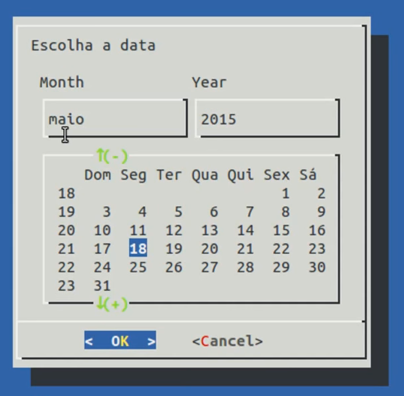 Escolha a data
Month Year
maio 2015
↑(-)
Dom Seg Ter Qua Qui Sex Sá
18 1 2
19 3 4 5 6 7 8 9
20 10 11 12 13 14 15 16
21 17 18 19 20 21 22 23
22 24 25 26 27 28 29 30
23 31
↓(+)
< OK > <Cancel>